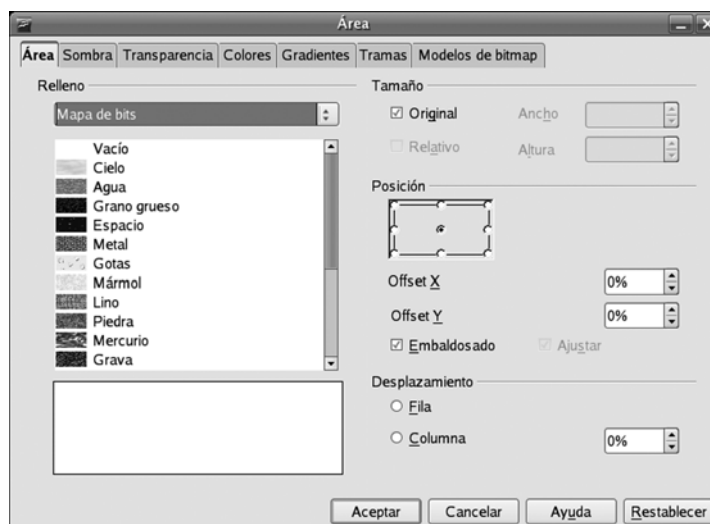 Área
Área Sombra Transparencia Colores Gradientes Tramas Modelos de bitmap
Relleno
Mapa de bits
Vacío
Cielo
Agua
Grano grueso
Espacio
Metal
Gotas
Mármol
Lino
Piedra
Mercurio
Grava
Tamaño
Original Ancho
Relativo Altura
Posición
Offset X 0%
Offset Y 0%
Embaldosado Ajustar
Desplazamiento
Fila
Columna 0%
Aceptar Cancelar Ayuda Restablecer